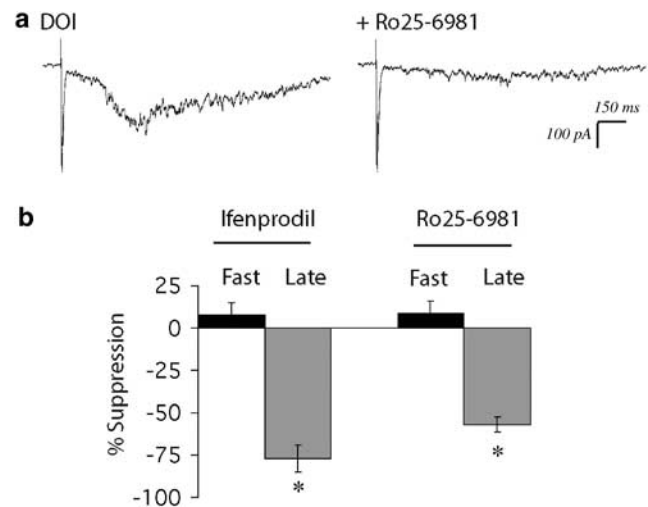 a DOI
+ Ro25-6981
150 ms
100 pA
b
Ifenprodil
Ro25-6981
Fast
Late
Fast
Late
% Suppression
25
0
-25
-50
-75
-100
*
*